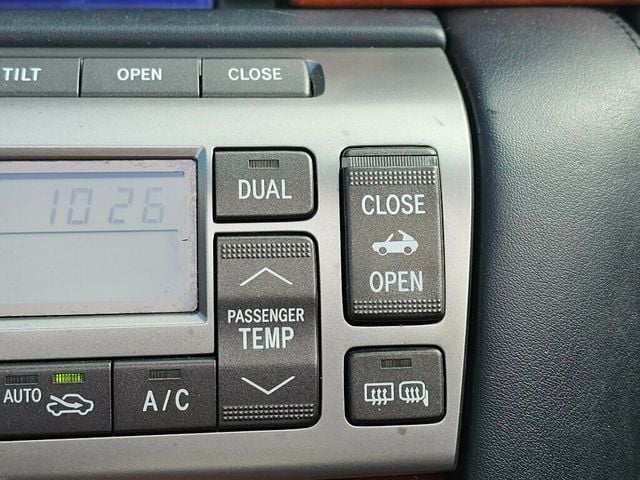 TILT OPEN CLOSE
1026
DUAL
CLOSE
OPEN
PASSENGER
TEMP
AUTO
A/C